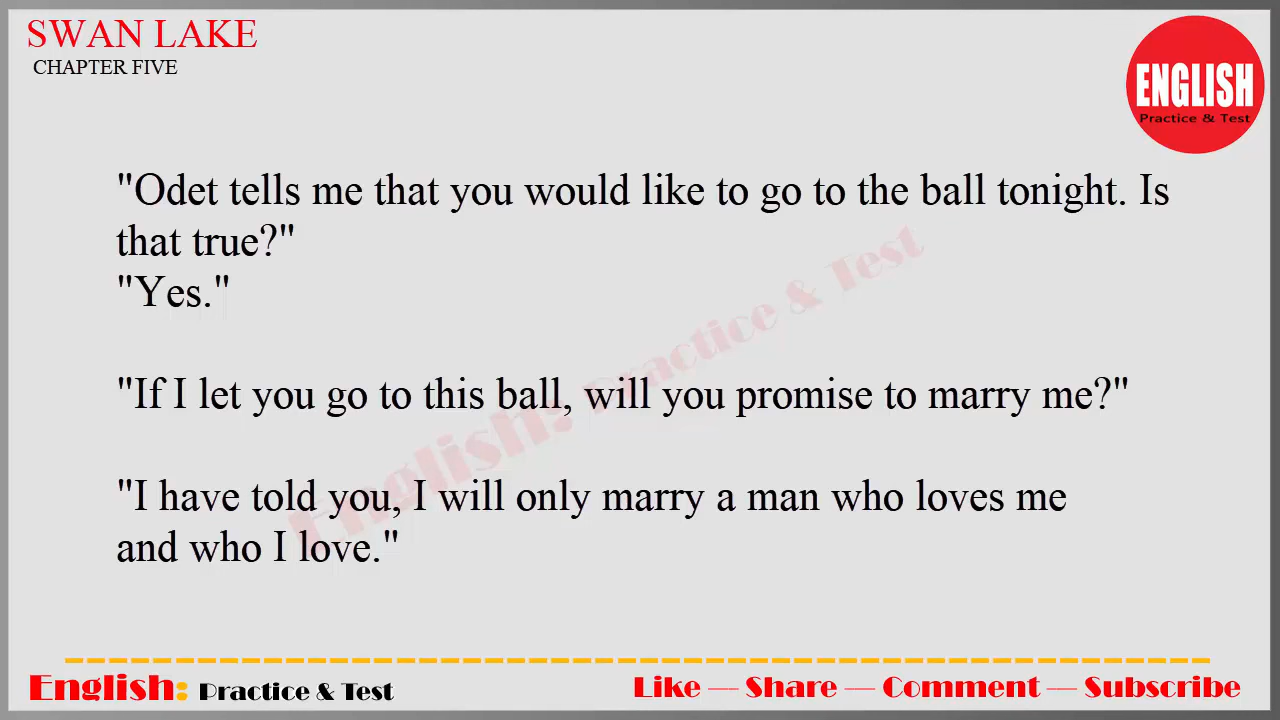 SWAN LAKE
CHAPTER FIVE
ENGLISH
Practice & Test
"Odet tells me that you would like to go to the ball tonight. Is
that true?"
"Yes."
"If I let you go to this ball, will you promise to marry me?"
"I have told you, I will only marry a man who loves me
and who I love."
English: Practice & Test
English: Practice & Test
Like — Share — Comment — Subscribe